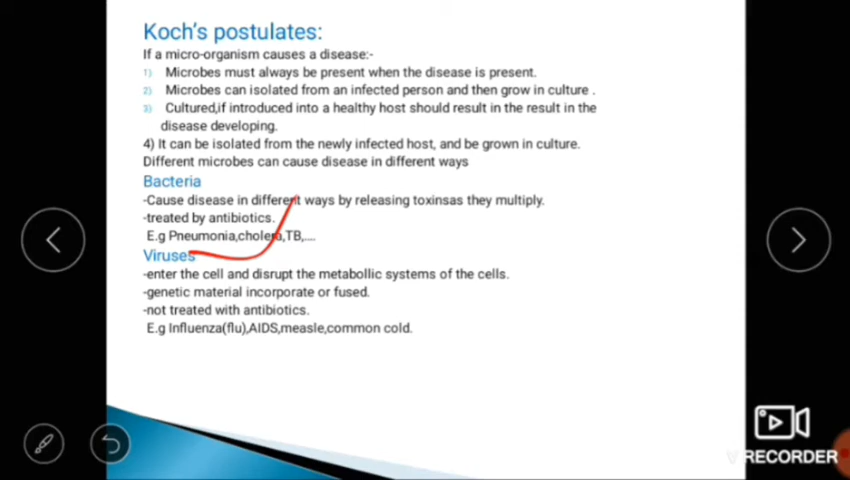 Koch's postulates:
If a micro-organism causes a disease:-
1) Microbes must always be present when the disease is present.
2) Microbes can isolated from an infected person and then grow in culture .
3) Cultured,if introduced into a healthy host should result in the result in the
disease developing.
4) It can be isolated from the newly infected host, and be grown in culture.
Different microbes can cause disease in different ways
Bacteria
-Cause disease in different ways by releasing toxinsas they multiply.
-treated by antibiotics.
E.g Pneumonia,cholera,TB,....
Viruses
-enter the cell and disrupt the metabollic systems of the cells.
-genetic material incorporate or fused.
-not treated with antibiotics.
E.g Influenza(flu),AIDS,measle,common cold.
RECORDER